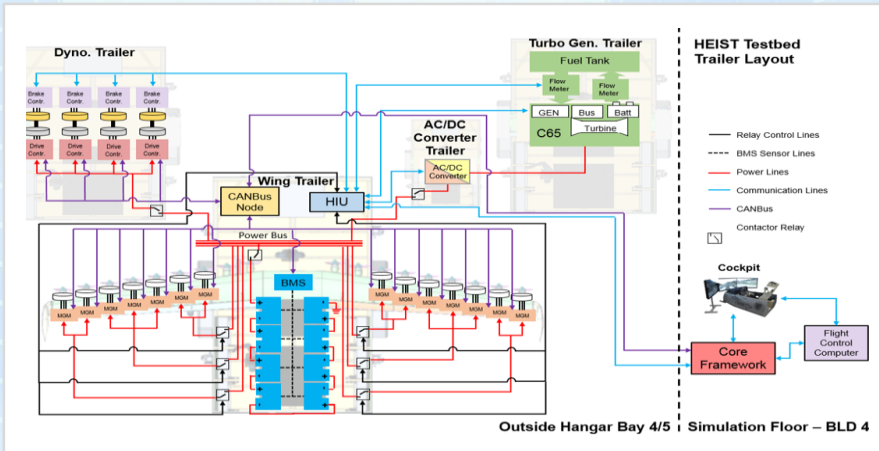 Dyno. Trailer
Turbo Gen. Trailer
HEIST Testbed
Trailer Layout
Fuel Tank
Flow
Meter
Flow
Meter
Brake
Contr.
Brake
Contr.
Brake
Contr.
Brake
Contr.
GEN
Bus
Batt
C65
Turbine
AC/DC
Converter
Trailer
Drive
Contr.
Drive
Contr.
Drive
Contr.
Drive
Contr.
AC/DC
Converter
Relay Control Lines
BMS Sensor Lines
Power Lines
Communication Lines
CANBus
Contactor Relay
Wing Trailer
CANBus
Node
HIU
Power Bus
BMS
MGM
MGM
MGM
MGM
MGM
MGM
MGM
MGM
MGM
MGM
MGM
MGM
MGM
MGM
Cockpit
Core
Framework
Flight
Control
Computer
Outside Hangar Bay 4/5
Simulation Floor – BLD 4